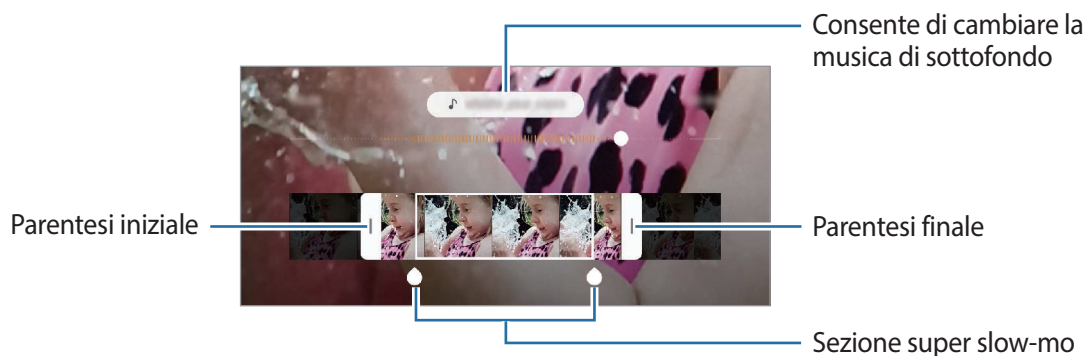 Consente di cambiare la
musica di sottofondo
Parentesi iniziale
Parentesi finale
Sezione super slow-mo